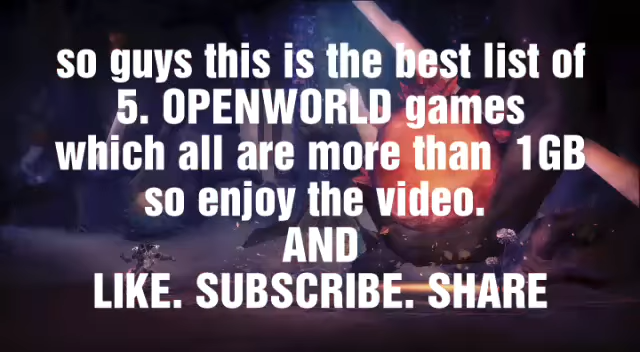 so guys this is the best list of
5. OPENWORLD games
which all are more than 1GB
so enjoy the video.
AND
LIKE. SUBSCRIBE. SHARE